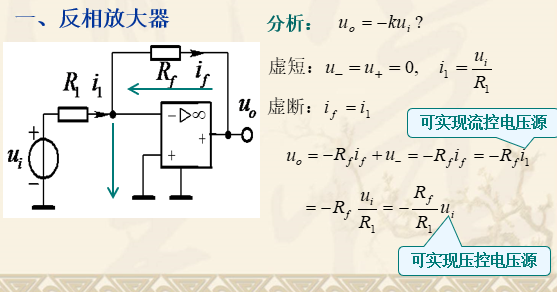 一、反相放大器
分析： u_o = -ku_i ?
R_f i_f
R_1 i_1
u_o
- ▷∞
+
+
+
u_i
-
虚短：u_- = u_+ = 0, i_1 = u_i/R_1
虚断：i_f = i_1
可实现流控电压源
u_o = -R_f i_f + u_- = -R_f i_f = -R_f i_1
= -R_f u_i/R_1 = -R_f/R_1 u_i
可实现压控电压源